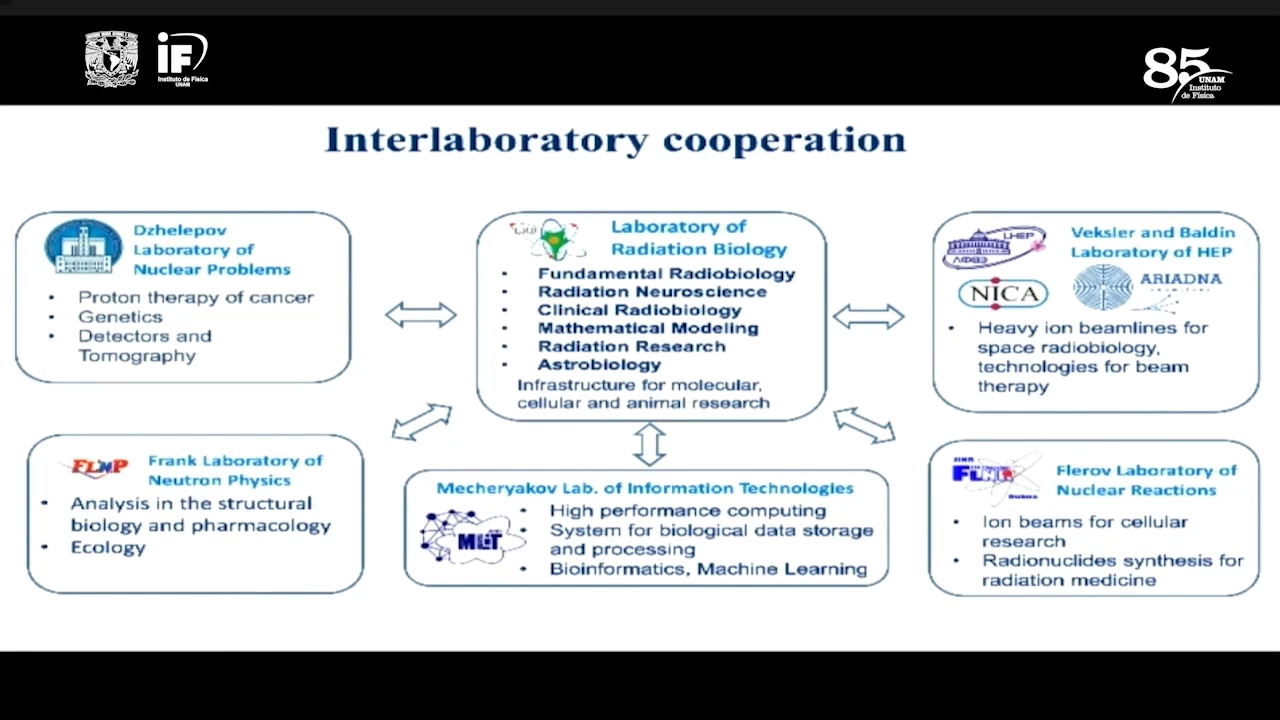 iF
Instituto de Física
UNAM
85
UNAM
Instituto
de Física
Interlaboratory cooperation
Dzhelepov
Laboratory of
Nuclear Problems
• Proton therapy of cancer
• Genetics
• Detectors and
Tomography
Laboratory of
Radiation Biology
• Fundamental Radiobiology
• Radiation Neuroscience
• Clinical Radiobiology
• Mathematical Modeling
• Radiation Research
• Astrobiology
Infrastructure for molecular,
cellular and animal research
LHEP
ЛФВЭ
Veksler and Baldin
Laboratory of HEP
NICA
ARIADNA
• Heavy ion beamlines for
space radiobiology,
technologies for beam
therapy
FLNP
Frank Laboratory of
Neutron Physics
• Analysis in the structural
biology and pharmacology
• Ecology
Mecheryakov Lab. of Information Technologies
MLIT
• High performance computing
• System for biological data storage
and processing
• Bioinformatics, Machine Learning
JINR
FLNR
Dubna
Flerov Laboratory of
Nuclear Reactions
• Ion beams for cellular
research
• Radionuclides synthesis for
radiation medicine